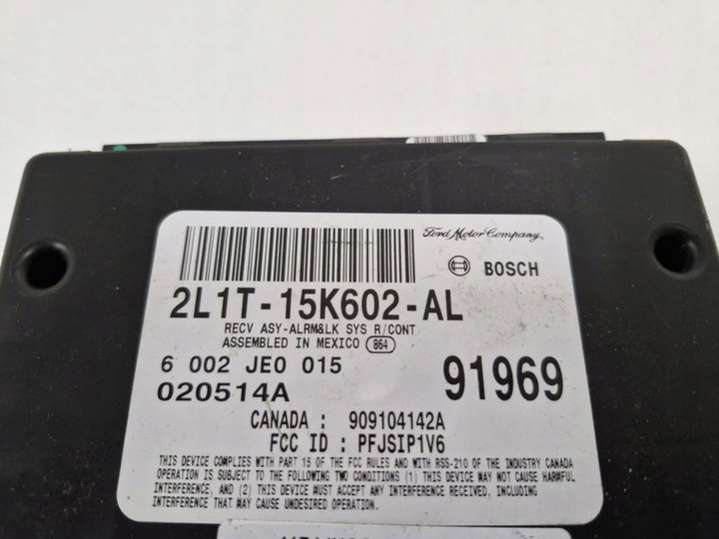 Ford Motor Company
BOSCH
2L1T-15K602-AL
RECV ASY-ALRM&LK SYS R/CONT
ASSEMBLED IN MEXICO 864
6 002 JE0 015
020514A
91969
CANADA : 909104142A
FCC ID : PFJSIP1V6
THIS DEVICE COMPLIES WITH PART 15 OF THE FCC RULES AND WITH RSS-210 OF THE INDUSTRY CANADA
OPERATION IS SUBJECT TO THE FOLLOWING TWO CONDITIONS (1) THIS DEVICE MAY NOT CAUSE HARMFUL
INTERFERENCE, AND (2) THIS DEVICE MUST ACCEPT ANY INTERFERENCE RECEIVED, INCLUDING
INTERFERENCE THAT MAY CAUSE UNDESIRED OPERATION.